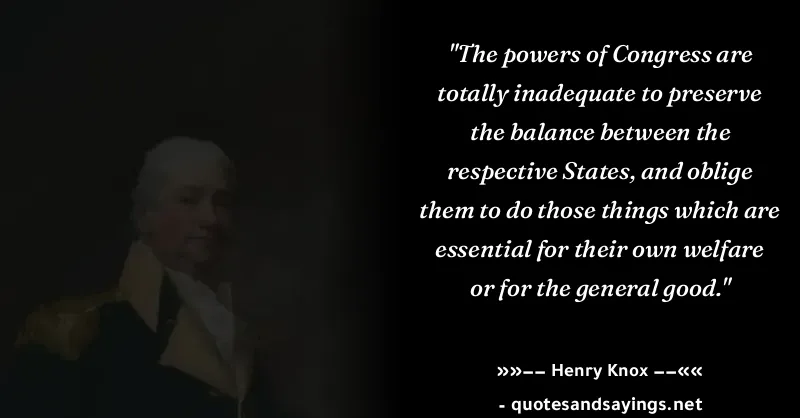 "The powers of Congress are
totally inadequate to preserve
the balance between the
respective States, and oblige
them to do those things which are
essential for their own welfare
or for the general good."
»»–– Henry Knox ––««
- quotesandsayings.net